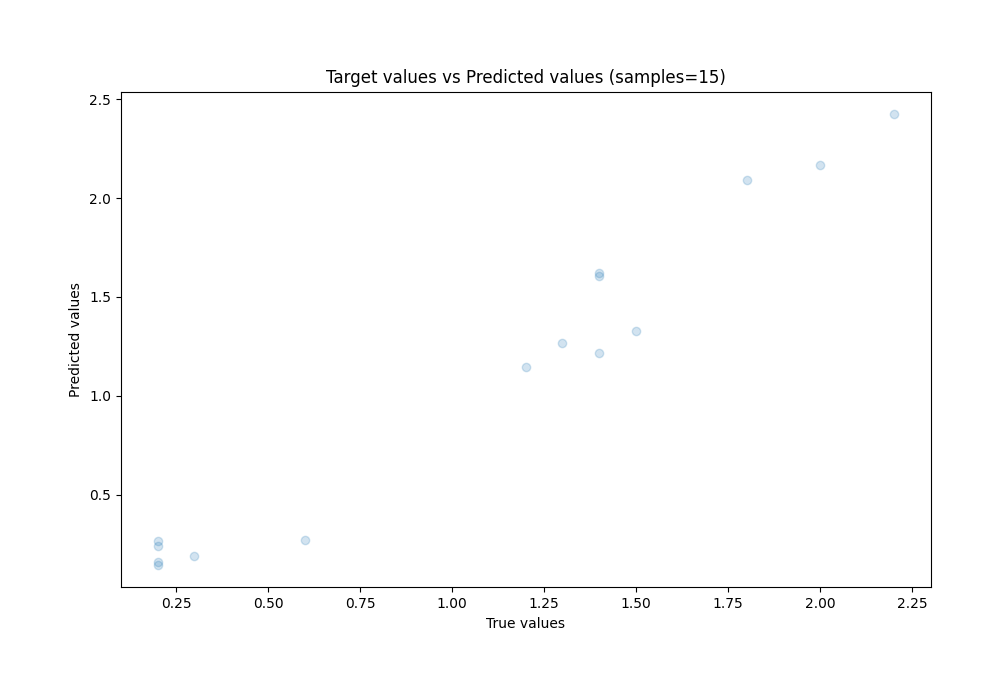 Target values vs Predicted values (samples=15)
2.5
2.0
1.5
1.0
0.5
Predicted values
0.25 0.50 0.75 1.00 1.25 1.50 1.75 2.00 2.25
True values